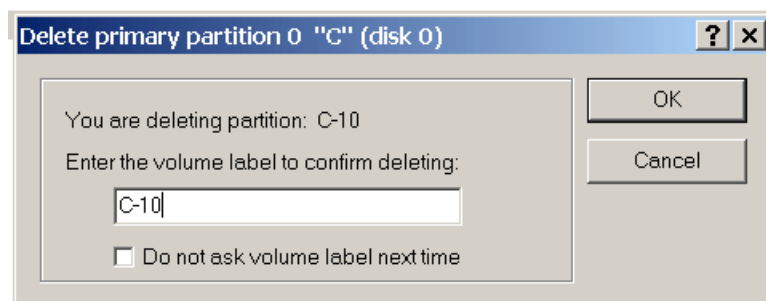 Delete primary partition 0 "C" (disk 0)
You are deleting partition: C-10
OK
Enter the volume label to confirm deleting:
Cancel
C-10
Do not ask volume label next time